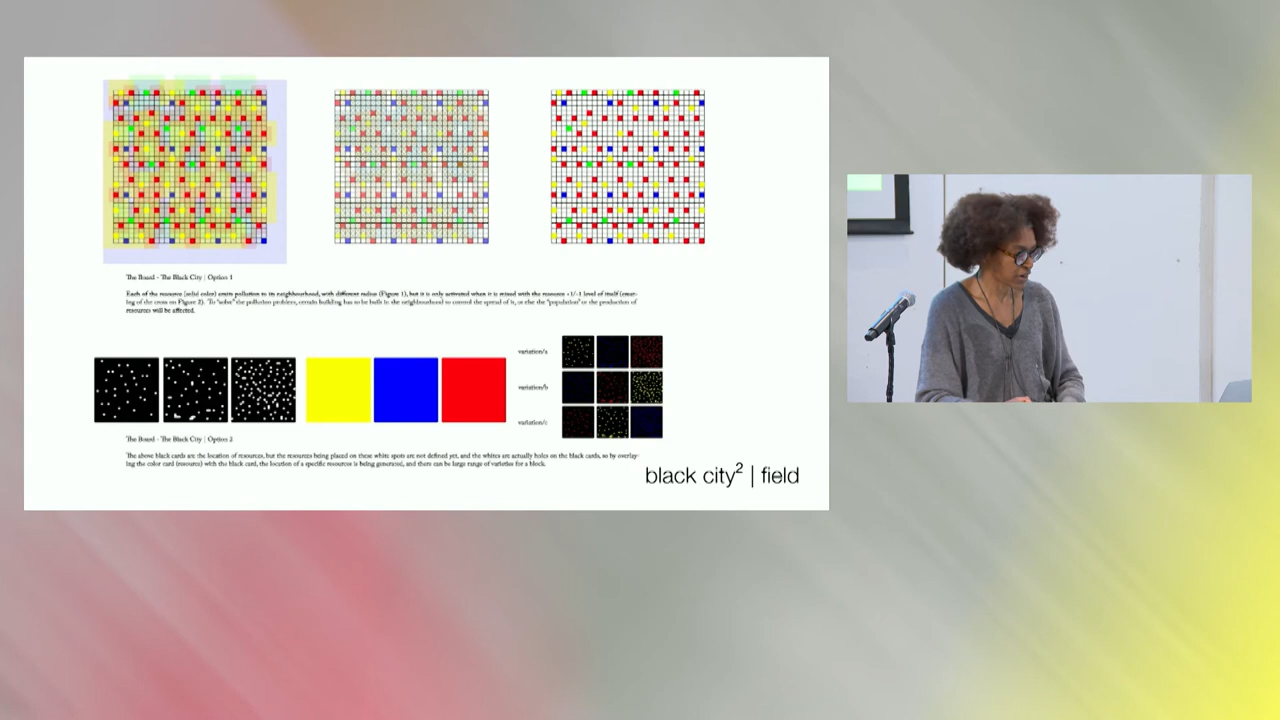 The Board - The Black City | Option 1
Each of the resource (solid color) emits pollution to its neighbourhood, with different radius (Figure 1), but it is only activated when it is mixed with the resource +1/-1 level of itself (creat-
ing of the cross on Figure 2). To "solve" the pollution problem, certain building has to be built in the neighbourhood to control the spread of it, or else the "population" or the production of
resources will be affected.
variation/a
variation/b
variation/c
The Board - The Black City | Option 2
The above black cards are the location of resources, but the resources being placed on these white spots are not defined yet, and the whites are actually holes on the black cards, so by overlay-
ing the color card (resource) with the black card, the location of a specific resources is being generated, and there can be large range of varieties for a block.
black city² | field